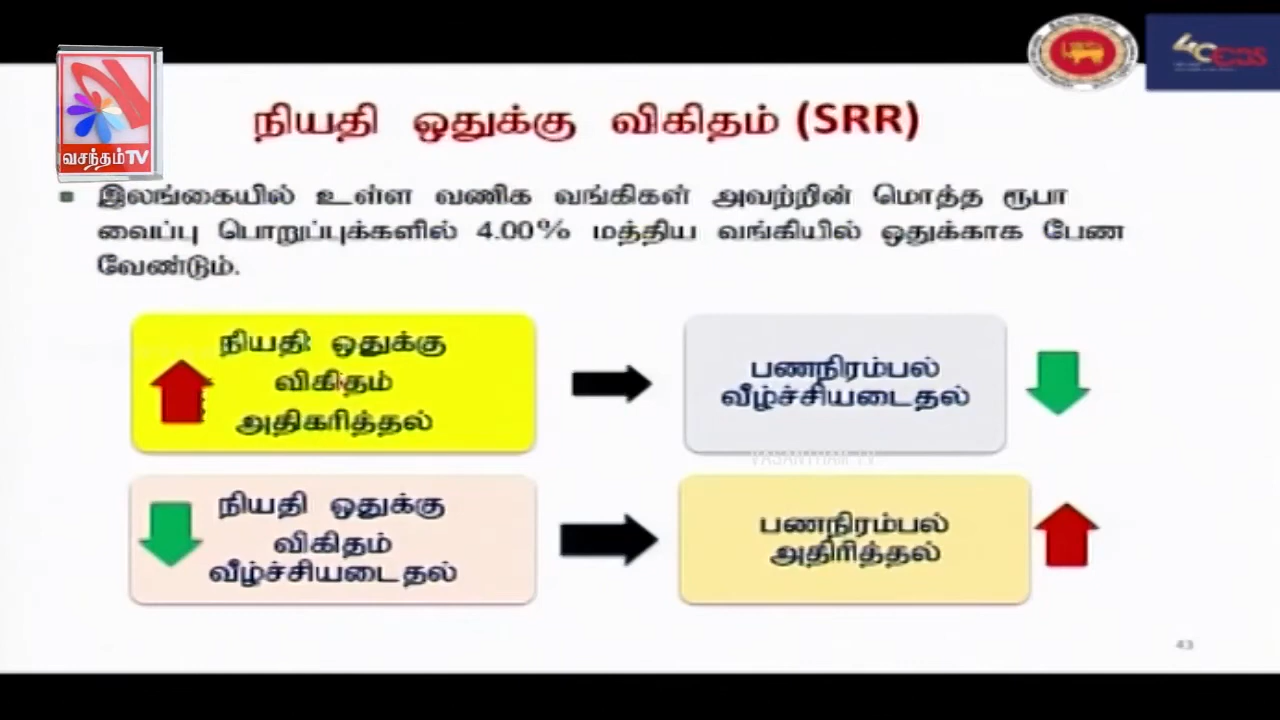 வசந்தம்TV
நியதி ஒதுக்கு விகிதம் (SRR)
இலங்கையில் உள்ள வணிக வங்கிகள் அவற்றின் மொத்த ரூபா
வைப்பு பொறுப்புக்களில் 4.00% மத்திய வங்கியில் ஒதுக்காக பேண
வேண்டும்.
நியதி ஒதுக்கு
விகிதம்
அதிகரித்தல்
பணநிரம்பல்
வீழ்ச்சியடைதல்
VASANTHAM TV
நியதி ஒதுக்கு
விகிதம்
வீழ்ச்சியடைதல்
பணநிரம்பல்
அதிரித்தல்
43